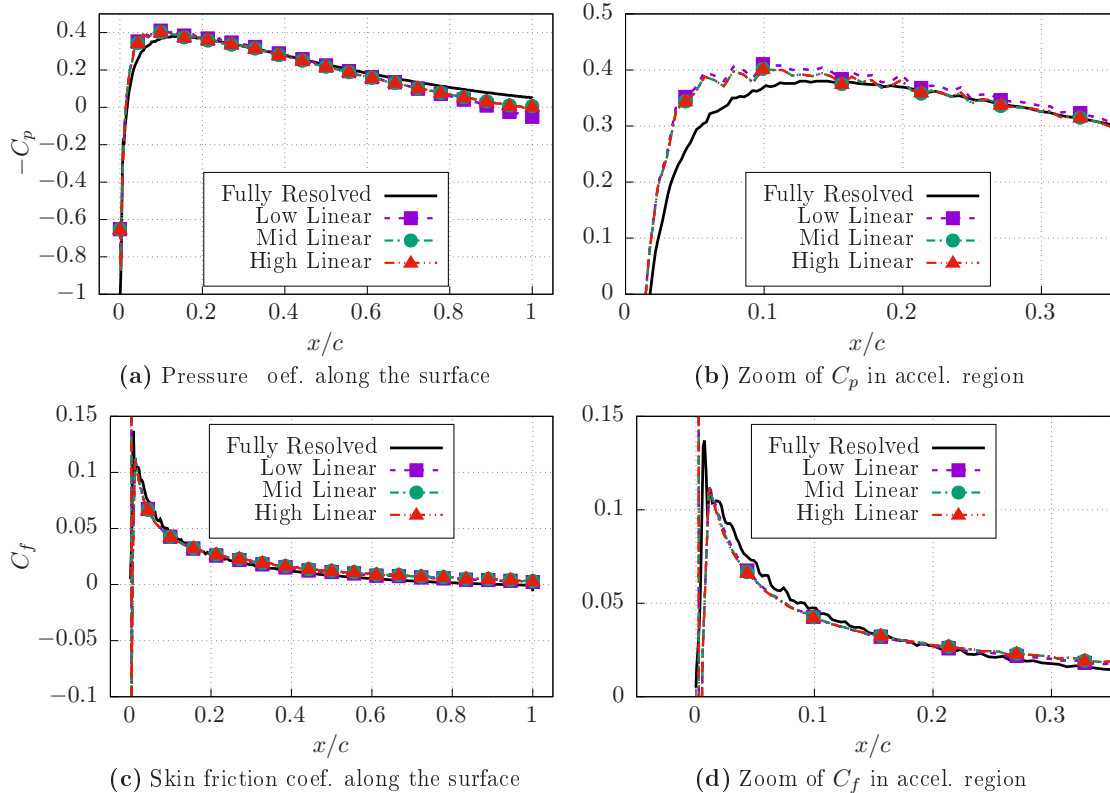 0.4
0.2
0
−0.2
−0.4
−0.6
−0.8
−1
−C_p
Fully Resolved
Low Linear
Mid Linear
High Linear
0 0.2 0.4 0.6 0.8 1
x/c
(a) Pressure oef. along the surface
0.5
0.4
0.3
0.2
0.1
0
Fully Resolved
Low Linear
Mid Linear
High Linear
0 0.1 0.2 0.3
x/c
(b) Zoom of C_p in accel. region
0.15
0.1
0.05
0
−0.05
−0.1
C_f
Fully Resolved
Low Linear
Mid Linear
High Linear
0 0.2 0.4 0.6 0.8 1
x/c
(c) Skin friction coef. along the surface
0.15
0.1
0.05
0
Fully Resolved
Low Linear
Mid Linear
High Linear
0 0.1 0.2 0.3
x/c
(d) Zoom of C_f in accel. region